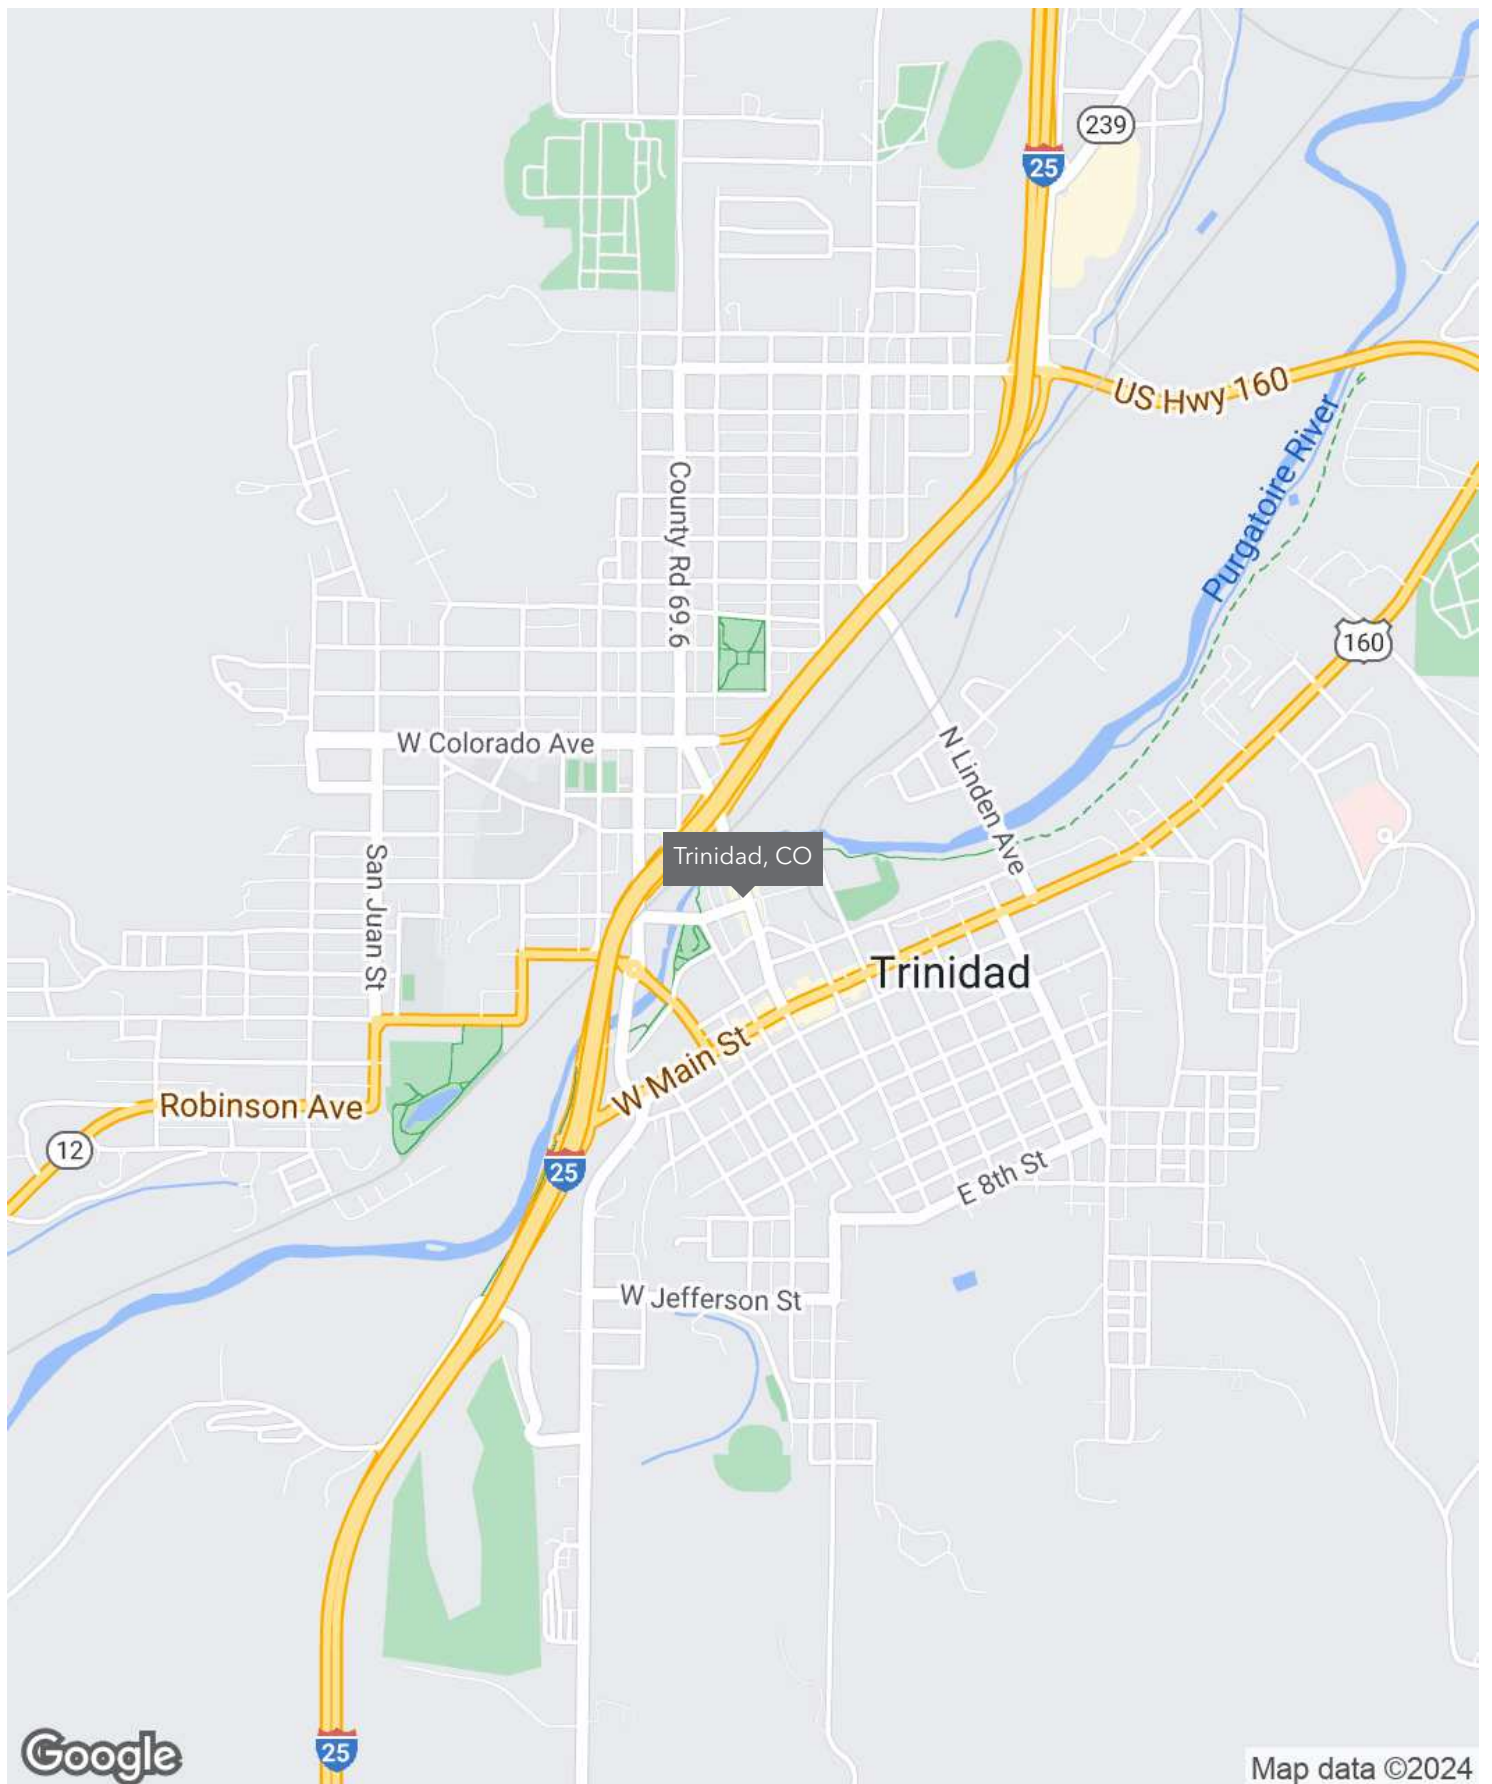 239
25
US Hwy 160
Purgatoire River
County Rd 69.6
160
W Colorado Ave
N Linden Ave
Trinidad, CO
San Juan St
Trinidad
W Main St
Robinson Ave
12
25
E 8th St
W Jefferson St
25
Google
Map data ©2024